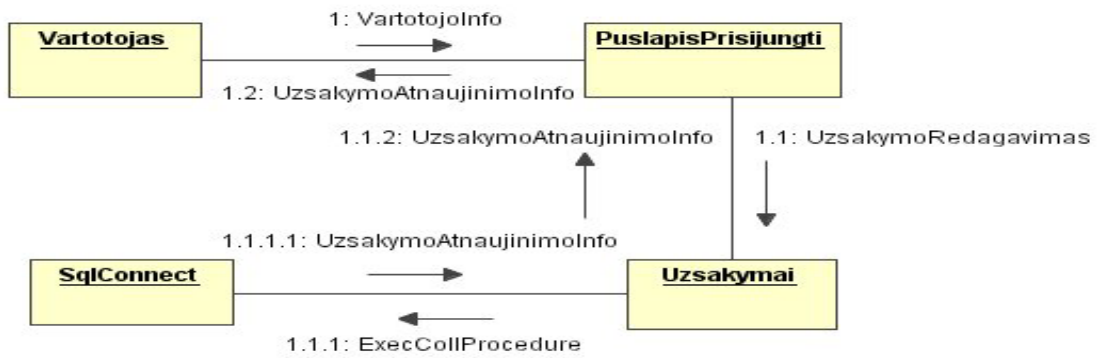 1: VartotojoInfo
Vartotojas
PuslapisPrisijungti
1.2: UzsakymoAtnaujinimoInfo
1.1.2: UzsakymoAtnaujinimoInfo
1.1: UzsakymoRedagavimas
1.1.1.1: UzsakymoAtnaujinimoInfo
SqlConnect
Uzsakymai
1.1.1: ExecCollProcedure